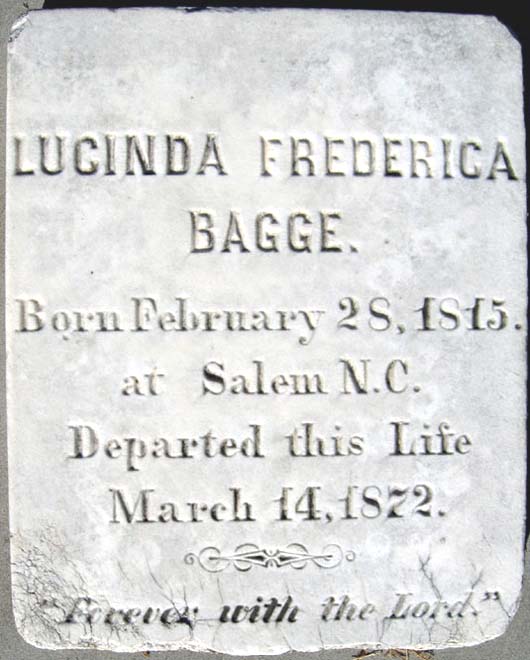 LUCINDA FREDERICA
BAGGE.
Born February 28, 1815.
at Salem N.C.
Departed this Life
March 14, 1872.
"Forever with the Lord."